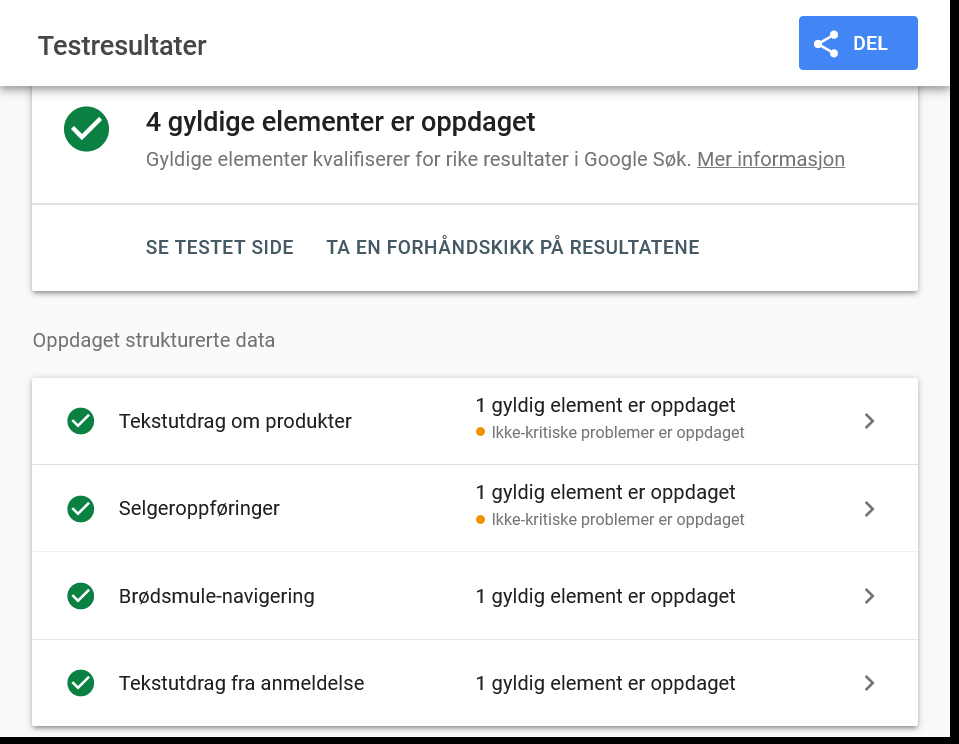 Testresultater
DEL
4 gyldige elementer er oppdaget
Gyldige elementer kvalifiserer for rike resultater i Google Søk. Mer informasjon
SE TESTET SIDE TA EN FORHÅNDSKIKK PÅ RESULTATENE
Oppdaget strukturerte data
Tekstutdrag om produkter
1 gyldig element er oppdaget
Ikke-kritiske problemer er oppdaget
Selgeroppføringer
1 gyldig element er oppdaget
Ikke-kritiske problemer er oppdaget
Brødsmule-navigering
1 gyldig element er oppdaget
Tekstutdrag fra anmeldelse
1 gyldig element er oppdaget